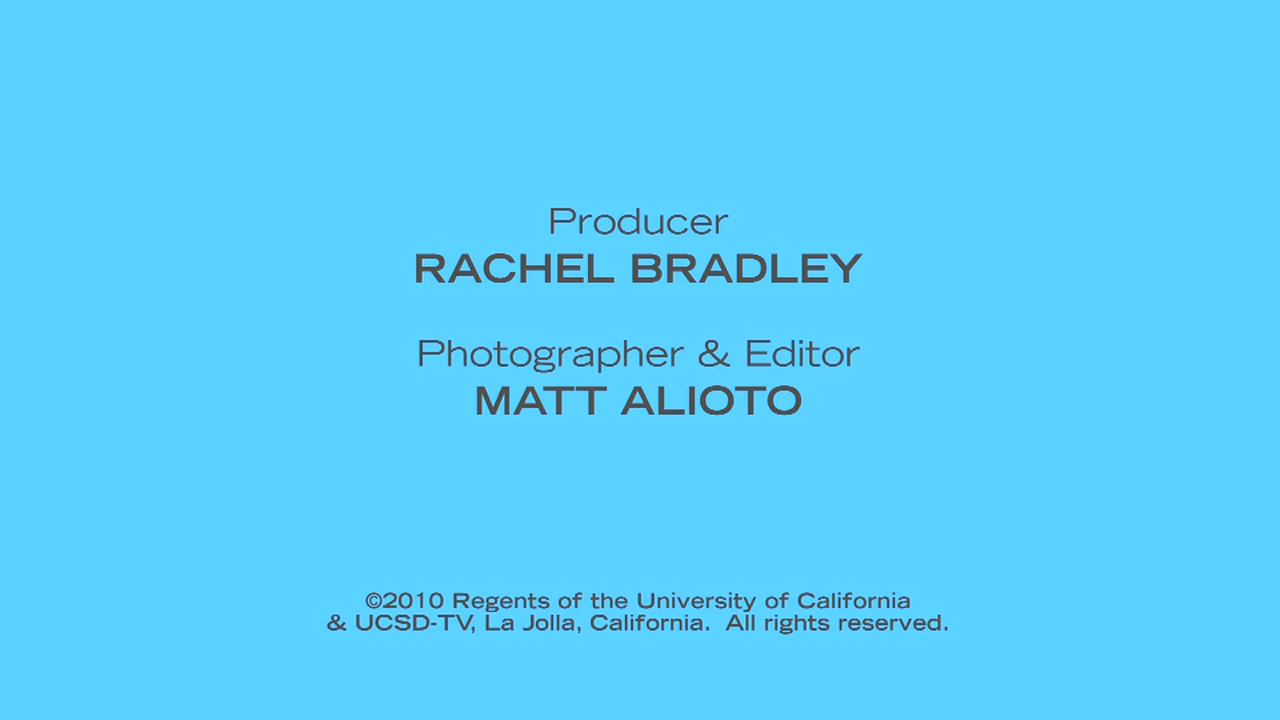 Producer
RACHEL BRADLEY
Photographer & Editor
MATT ALIOTO
©2010 Regents of the University of California
& UCSD-TV, La Jolla, California.  All rights reserved.